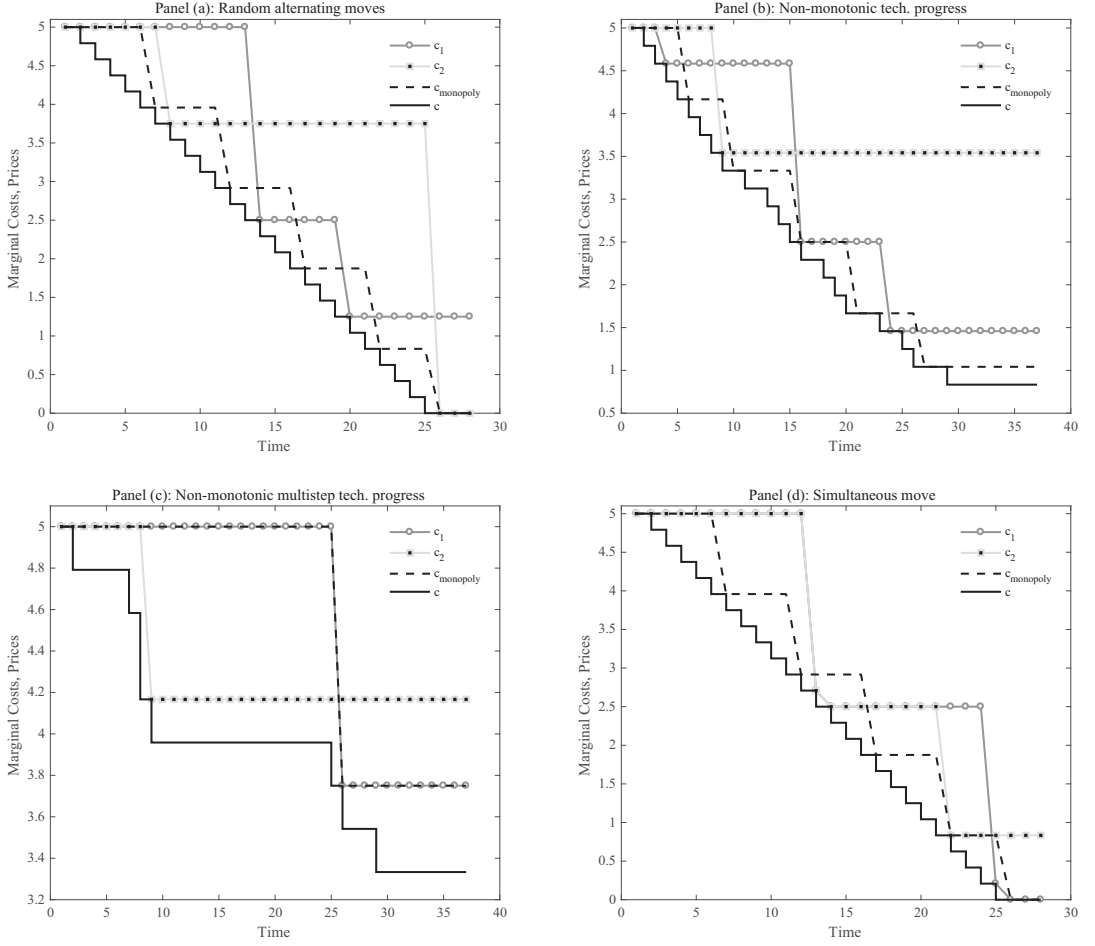 Panel (a): Random alternating moves
Marginal Costs, Prices
5
4.5
4
3.5
3
2.5
2
1.5
1
0.5
0
c1
c2
cmonopoly
c
0 5 10 15 20 25 30
Time
Panel (b): Non-monotonic tech. progress
Marginal Costs, Prices
5
4.5
4
3.5
3
2.5
2
1.5
1
0.5
c1
c2
cmonopoly
c
0 5 10 15 20 25 30 35 40
Time
Panel (c): Non-monotonic multistep tech. progress
Marginal Costs, Prices
5
4.8
4.6
4.4
4.2
4
3.8
3.6
3.4
3.2
c1
c2
cmonopoly
c
0 5 10 15 20 25 30 35 40
Time
Panel (d): Simultaneous move
Marginal Costs, Prices
5
4.5
4
3.5
3
2.5
2
1.5
1
0.5
0
c1
c2
cmonopoly
c
0 5 10 15 20 25 30
Time